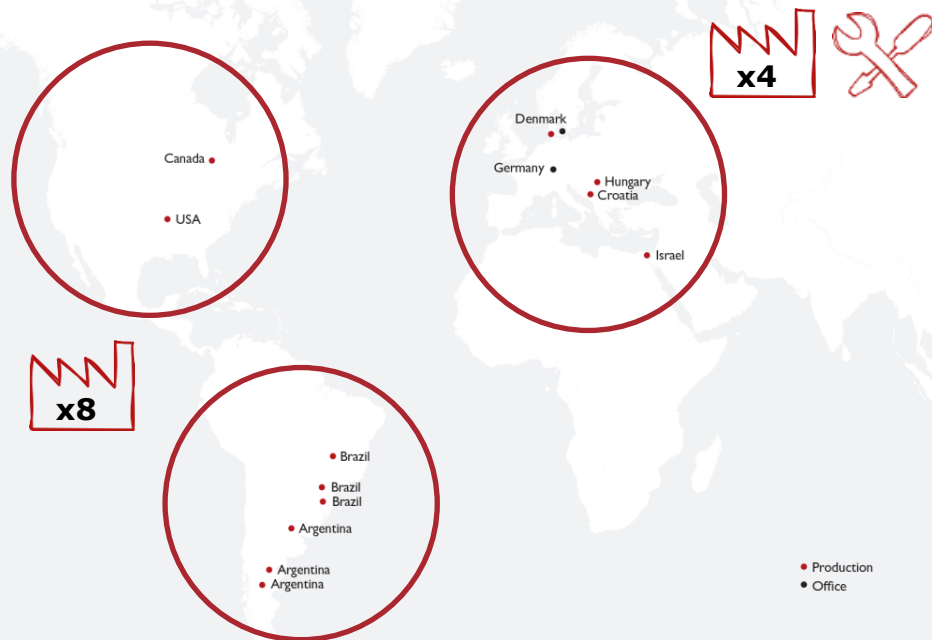 x4
Denmark
Canada
Germany
Hungary
Croatia
USA
Israel
x8
Brazil
Brazil
Brazil
Argentina
Argentina
Argentina
Production
Office